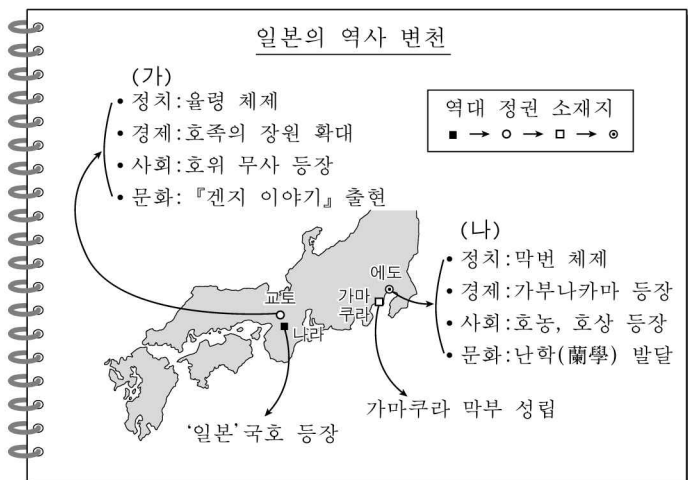 일본의 역사 변천
(가)
• 정치:율령 체제
• 경제:호족의 장원 확대
• 사회:호위 무사 등장
• 문화:『겐지 이야기』 출현
역대 정권 소재지
■ → ○ → □ → ⊙
(나)
• 정치:막번 체제
• 경제:가부나카마 등장
• 사회:호농, 호상 등장
• 문화:난학(蘭學) 발달
에도
교토
가마
쿠라
나라
가마쿠라 막부 성립
‘일본’국호 등장